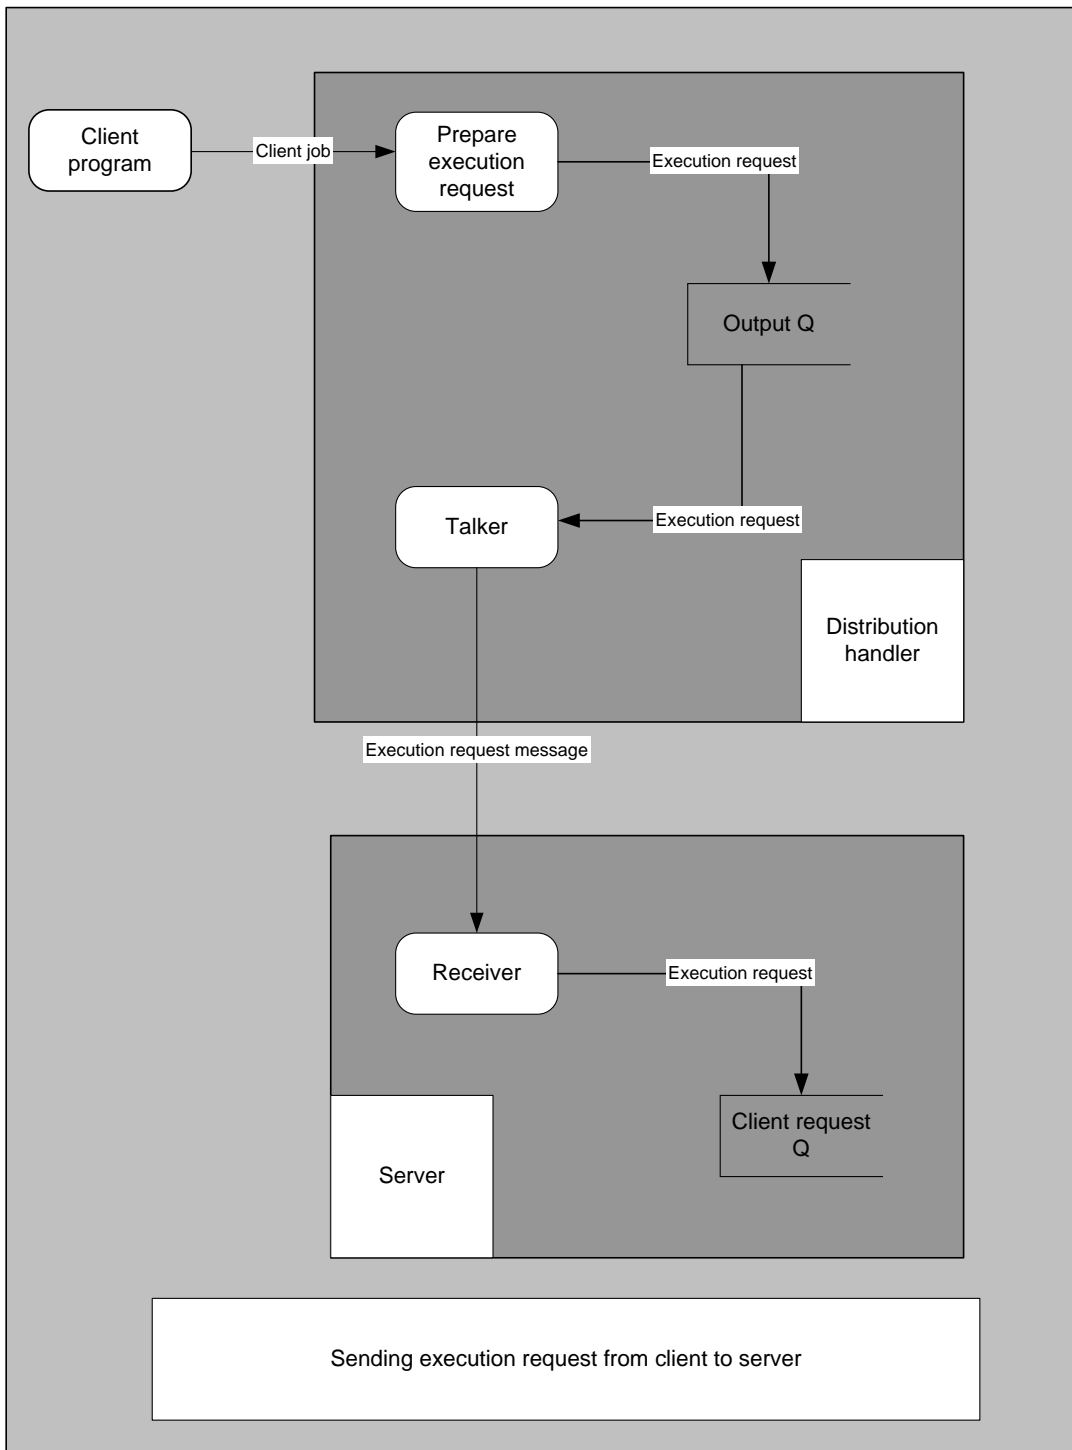 Client
program
Client job
Prepare
execution
request
Execution request
Output Q
Talker
Execution request
Distribution
handler
Execution request message
Receiver
Execution request
Client request
Q
Server
Sending execution request from client to server